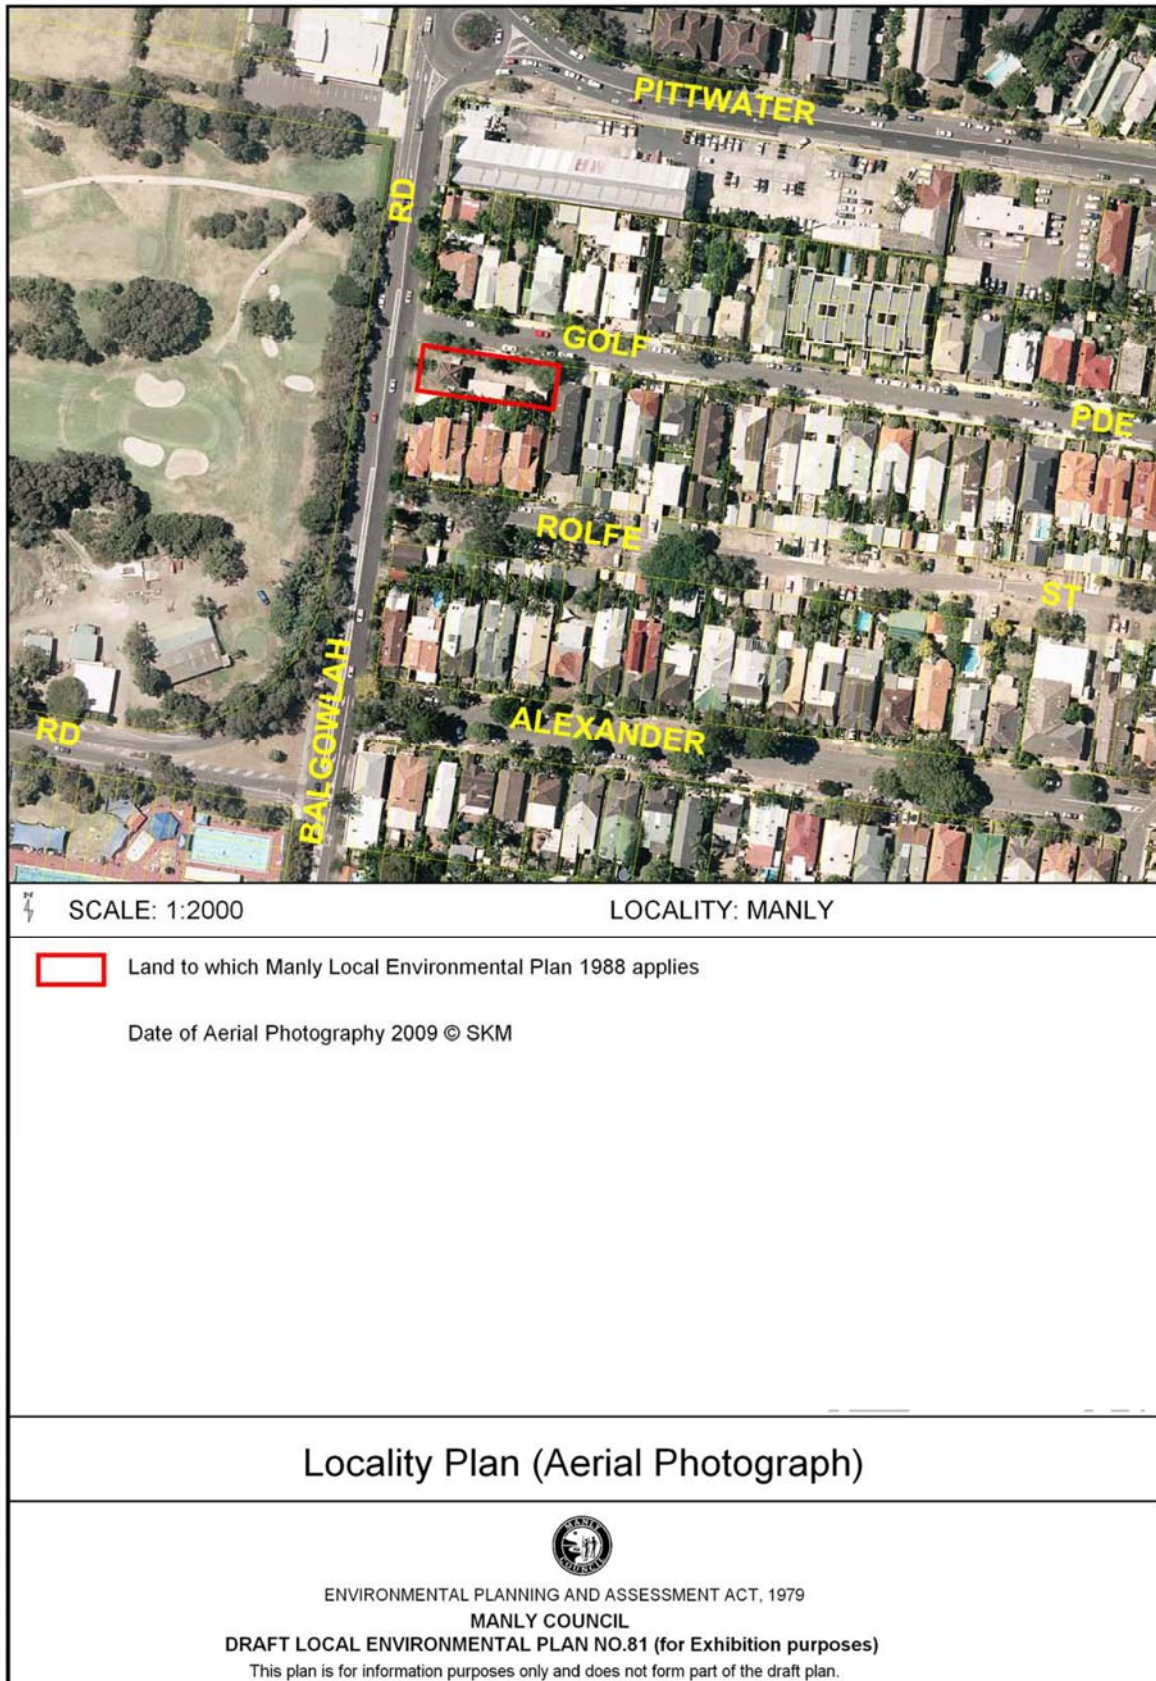 PITTWATER
RD
GOLF
PDE
ROLFE
ST
BALGOWLAH
ALEXANDER
RD
N
SCALE: 1:2000
LOCALITY: MANLY
Land to which Manly Local Environmental Plan 1988 applies
Date of Aerial Photography 2009 © SKM
Locality Plan (Aerial Photograph)
MANLY
COUNCIL
ENVIRONMENTAL PLANNING AND ASSESSMENT ACT, 1979
MANLY COUNCIL
DRAFT LOCAL ENVIRONMENTAL PLAN NO.81 (for Exhibition purposes)
This plan is for information purposes only and does not form part of the draft plan.